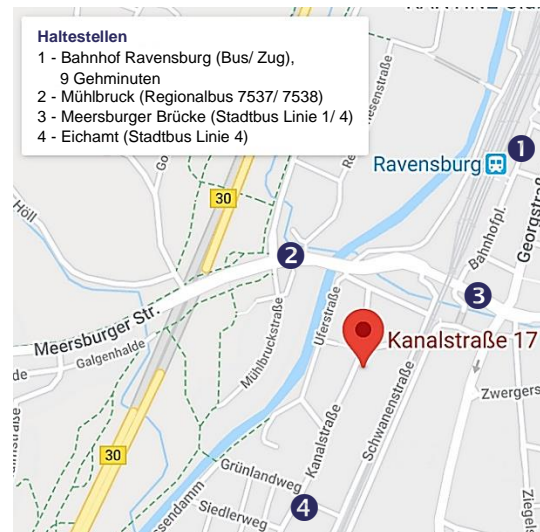 Haltestellen
1 - Bahnhof Ravensburg (Bus/ Zug),
9 Gehminuten
2 - Mühlbruck (Regionalbus 7537/ 7538)
3 - Meersburger Brücke (Stadtbus Linie 1/ 4)
4 - Eichamt (Stadtbus Linie 4)
1
Ravensburg
Höll
30
Bahnhofpl.
Georgstraße
2
3
Meersburger Str.
Galgenhalde
Mühlbruckstraße
Uferstraße
Kanalstraße 17
Schwanenstraße
Kanalstraße
Zwergers
30
Grünlandweg
Siedlerweg
4